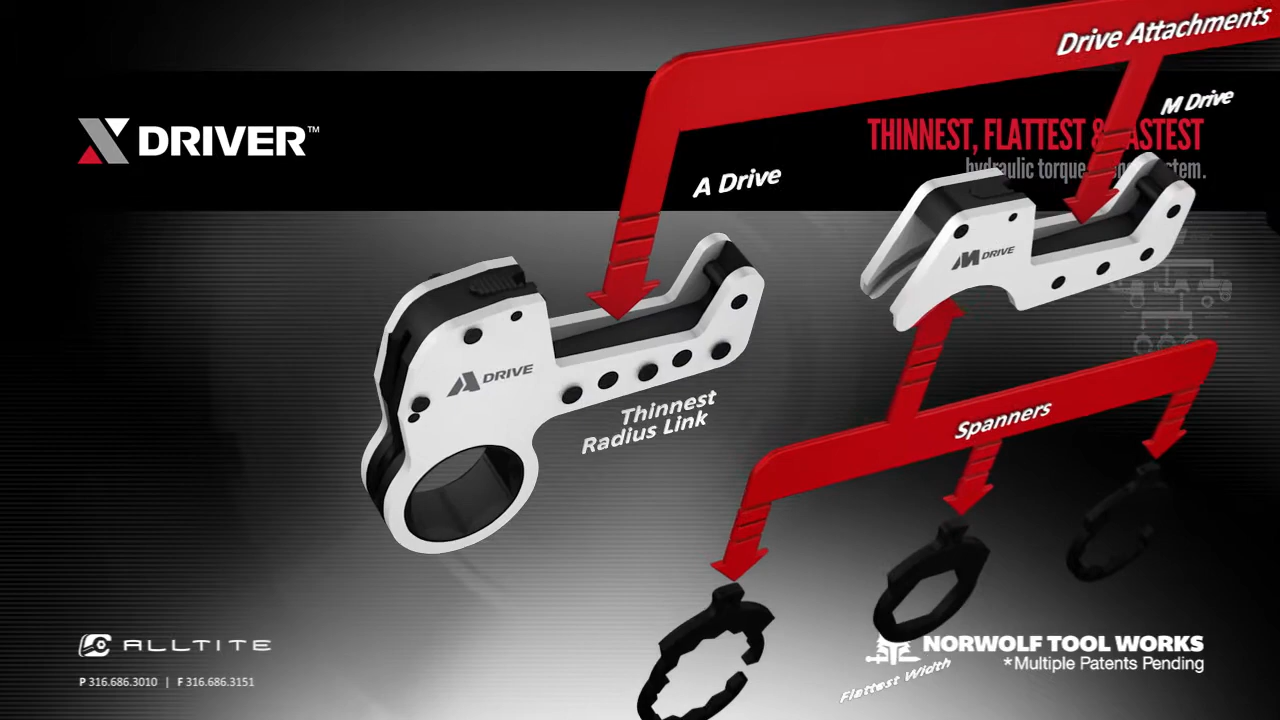 Drive Attachments
M Drive
X DRIVER™
THINNEST, FLATTEST &
hydraulic torque
A Drive
M DRIVE
A DRIVE
Thinnest
Radius Link
Spanners
ALLTITE
NORWOLF TOOL WORKS
*Multiple Patents Pending
P 316.686.3010 | F 316.686.3151
Flattest Width